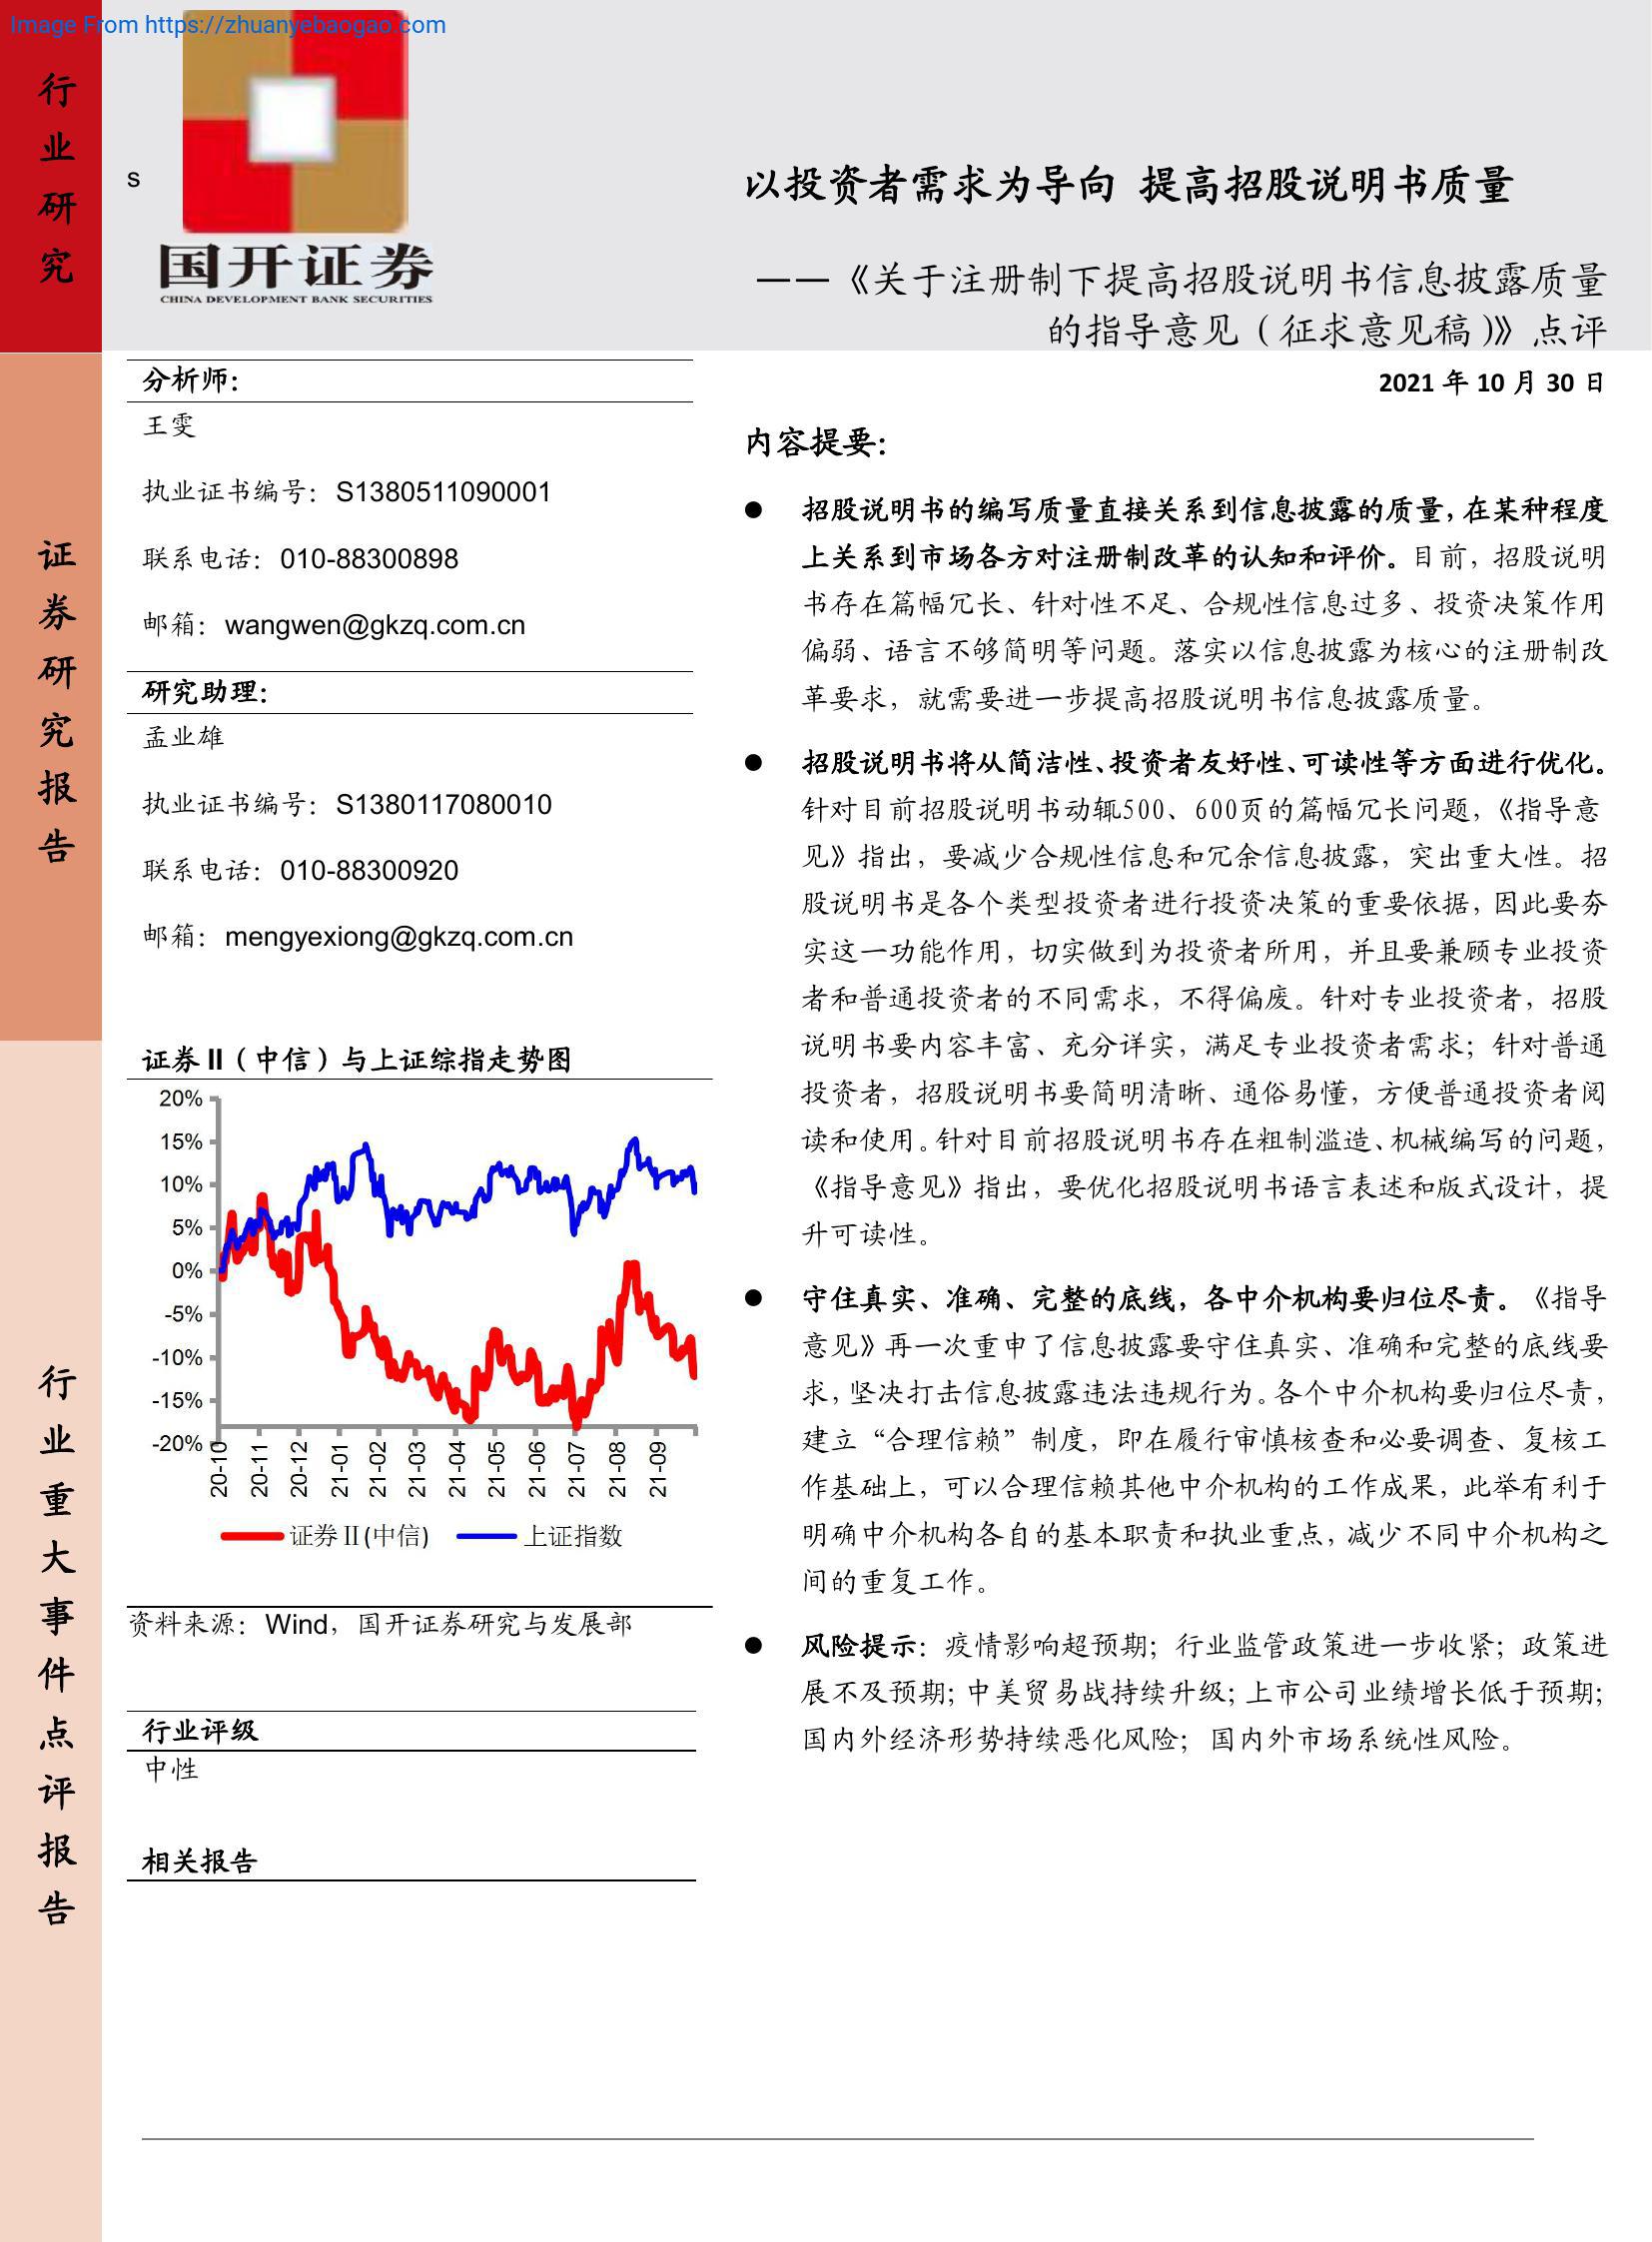 Image From https://zhuanyebaogao.com
行业研究
证券研究报告
行业重大事件点评报告
s
国开证券
CHINA DEVELOPMENT BANK SECURITIES
以投资者需求为导向 提高招股说明书质量
——《关于注册制下提高招股说明书信息披露质量
的指导意见（征求意见稿）》点评
分析师：
王雯
执业证书编号：S1380511090001
联系电话：010-88300898
邮箱：wangwen@gkzq.com.cn
研究助理：
孟业雄
执业证书编号：S1380117080010
联系电话：010-88300920
邮箱：mengyexiong@gkzq.com.cn
证券 II（中信）与上证综指走势图
20%
15%
10%
5%
0%
-5%
-10%
-15%
-20%
20-10
20-11
20-12
21-01
21-02
21-03
21-04
21-05
21-06
21-07
21-08
21-09
证券Ⅱ(中信) 上证指数
资料来源：Wind，国开证券研究与发展部
行业评级
中性
相关报告
2021 年 10 月 30 日
内容提要：
● 招股说明书的编写质量直接关系到信息披露的质量，在某种程度
上关系到市场各方对注册制改革的认知和评价。目前，招股说明
书存在篇幅冗长、针对性不足、合规性信息过多、投资决策作用
偏弱、语言不够简明等问题。落实以信息披露为核心的注册制改
革要求，就需要进一步提高招股说明书信息披露质量。
● 招股说明书将从简洁性、投资者友好性、可读性等方面进行优化。
针对目前招股说明书动辄500、600页的篇幅冗长问题，《指导意
见》指出，要减少合规性信息和冗余信息披露，突出重大性。招
股说明书是各个类型投资者进行投资决策的重要依据，因此要夯
实这一功能作用，切实做到为投资者所用，并且要兼顾专业投资
者和普通投资者的不同需求，不得偏废。针对专业投资者，招股
说明书要内容丰富、充分详实，满足专业投资者需求；针对普通
投资者，招股说明书要简明清晰、通俗易懂，方便普通投资者阅
读和使用。针对目前招股说明书存在粗制滥造、机械编写的问题，
《指导意见》指出，要优化招股说明书语言表述和版式设计，提
升可读性。
● 守住真实、准确、完整的底线，各中介机构要归位尽责。《指导
意见》再一次重申了信息披露要守住真实、准确和完整的底线要
求，坚决打击信息披露违法违规行为。各个中介机构要归位尽责，
建立“合理信赖”制度，即在履行审慎核查和必要调查、复核工
作基础上，可以合理信赖其他中介机构的工作成果，此举有利于
明确中介机构各自的基本职责和执业重点，减少不同中介机构之
间的重复工作。
● 风险提示：疫情影响超预期；行业监管政策进一步收紧；政策进
展不及预期；中美贸易战持续升级；上市公司业绩增长低于预期；
国内外经济形势持续恶化风险；国内外市场系统性风险。